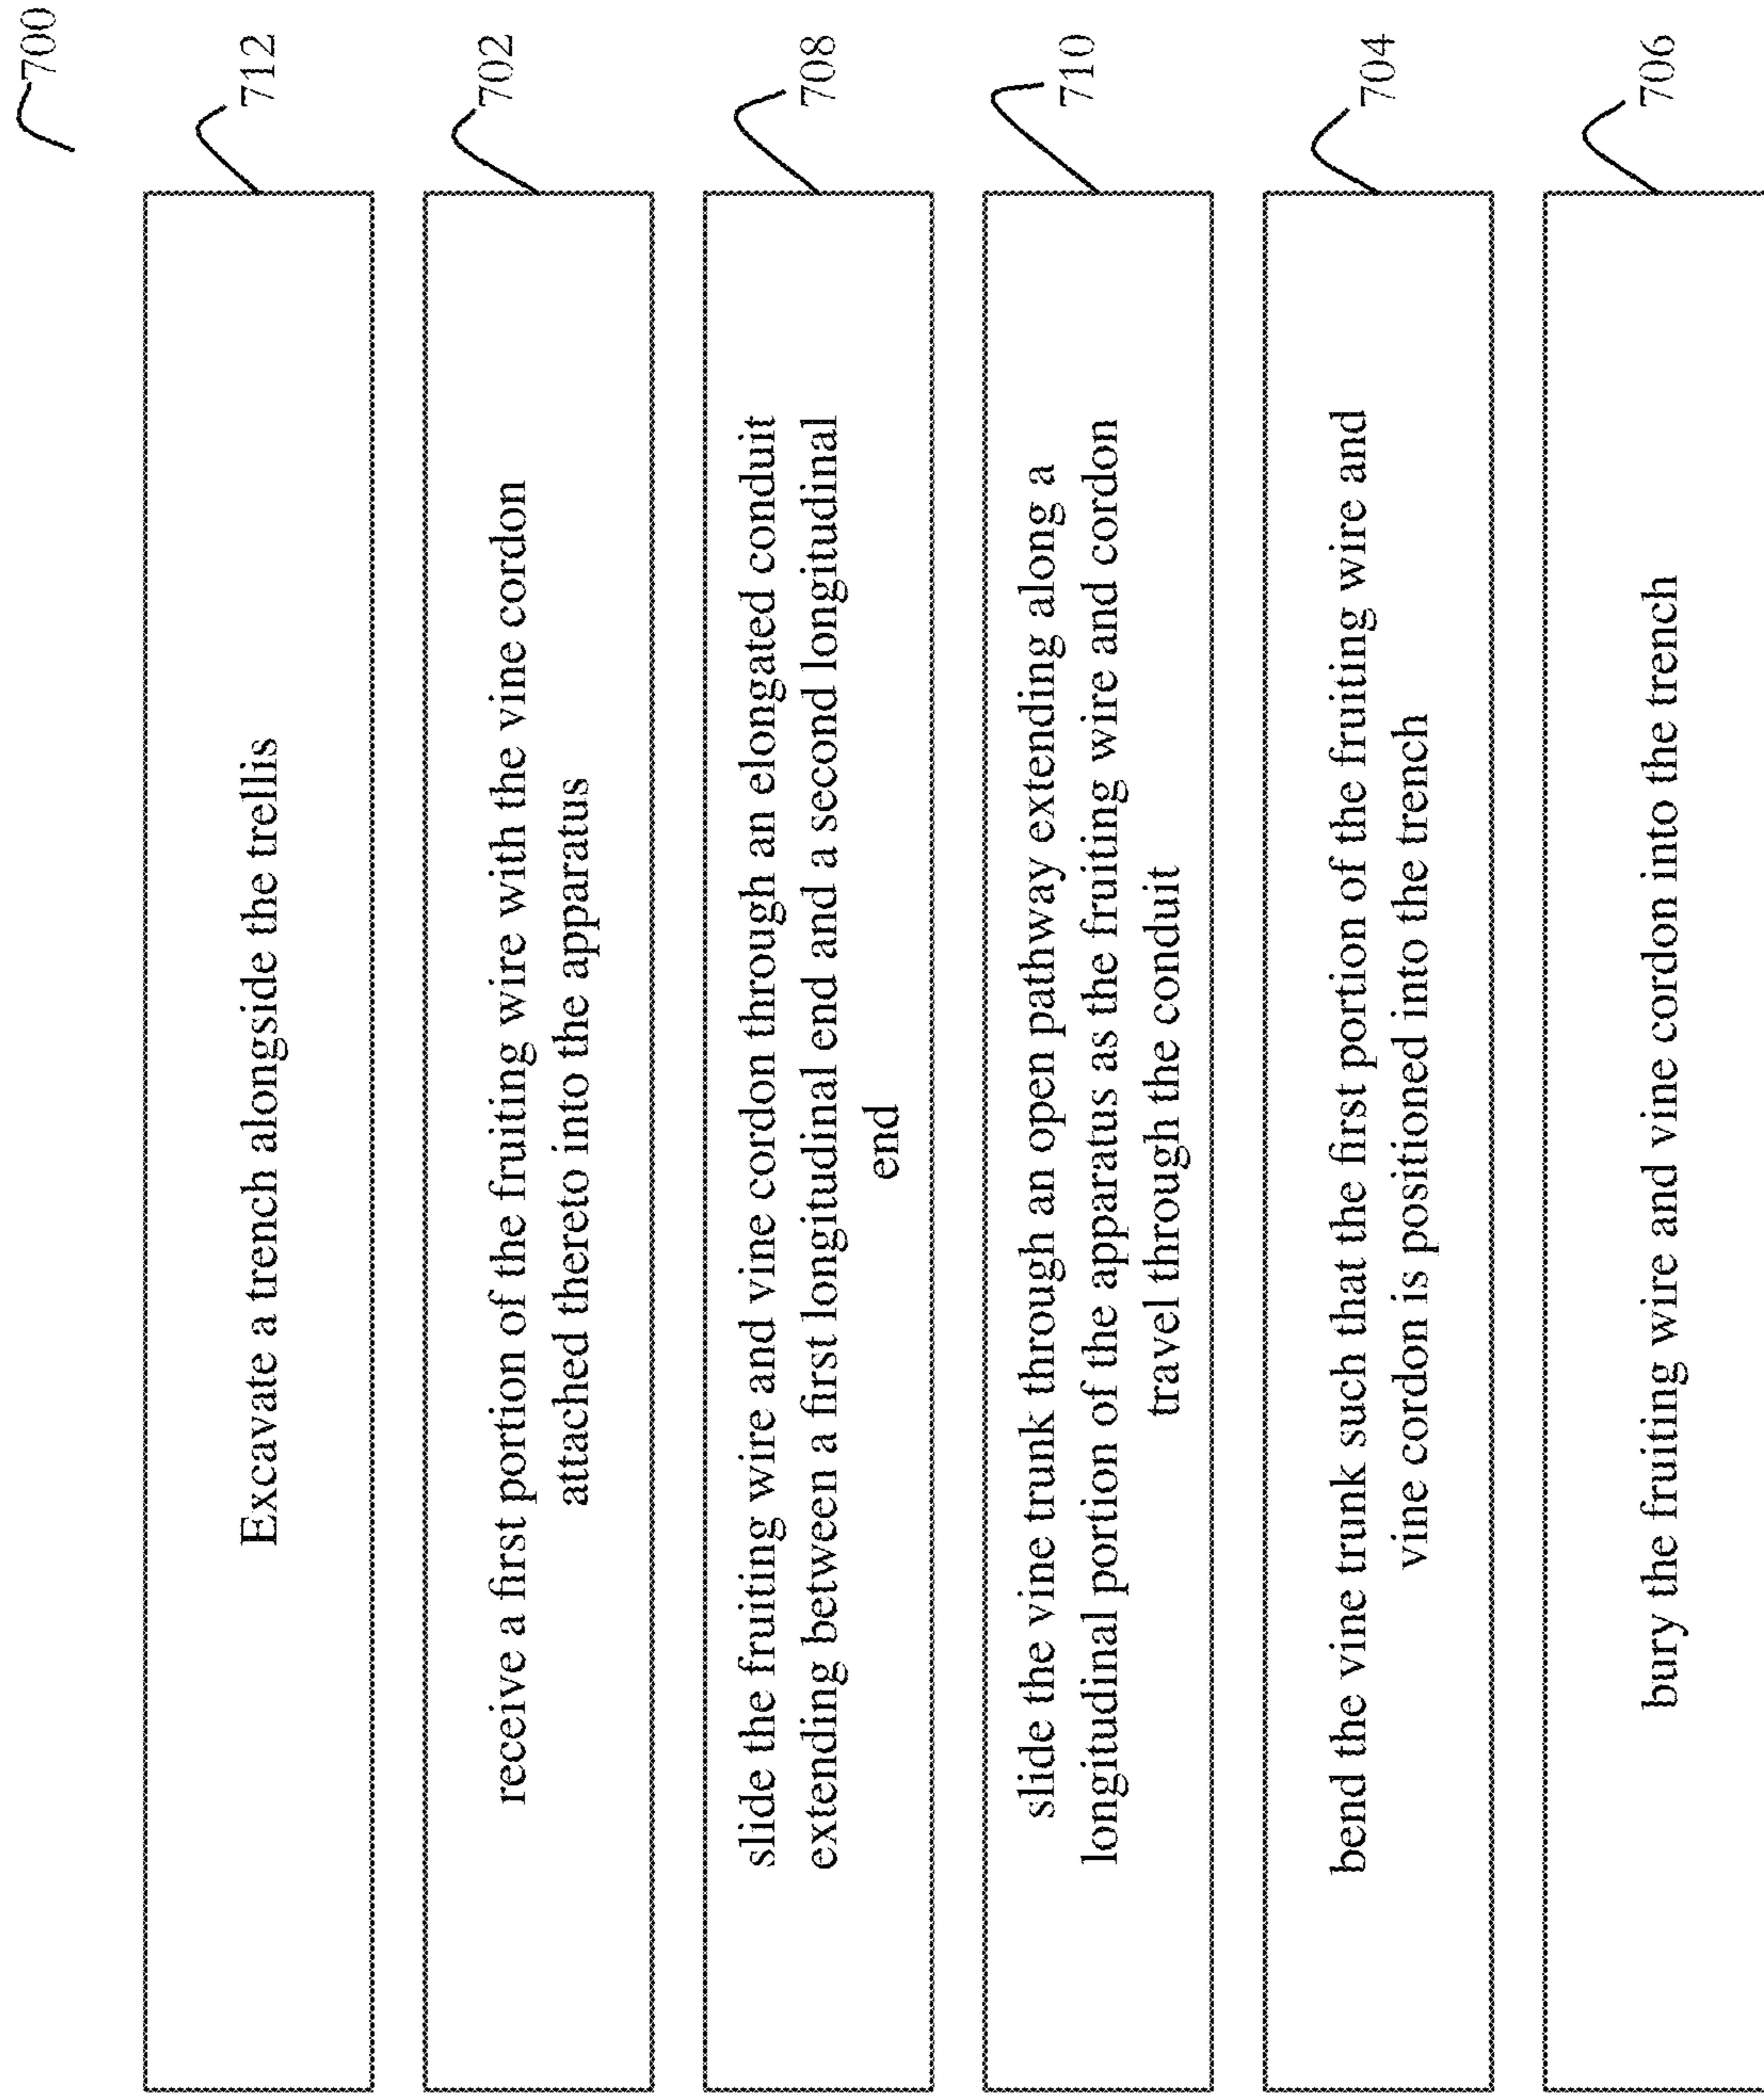 700
712
Excavate a trench alongside the trellis
702
receive a first portion of the fruiting wire with the vine cordon
attached thereto into the apparatus
708
slide the fruiting wire and vine cordon through an elongated conduit
extending between a first longitudinal end and a second longitudinal
end
710
slide the vine trunk through an open pathway extending along a
longitudinal portion of the apparatus as the fruiting wire and cordon
travel through the conduit
704
bend the vine trunk such that the first portion of the fruiting wire and
vine cordon is positioned into the trench
706
bury the fruiting wire and vine cordon into the trench